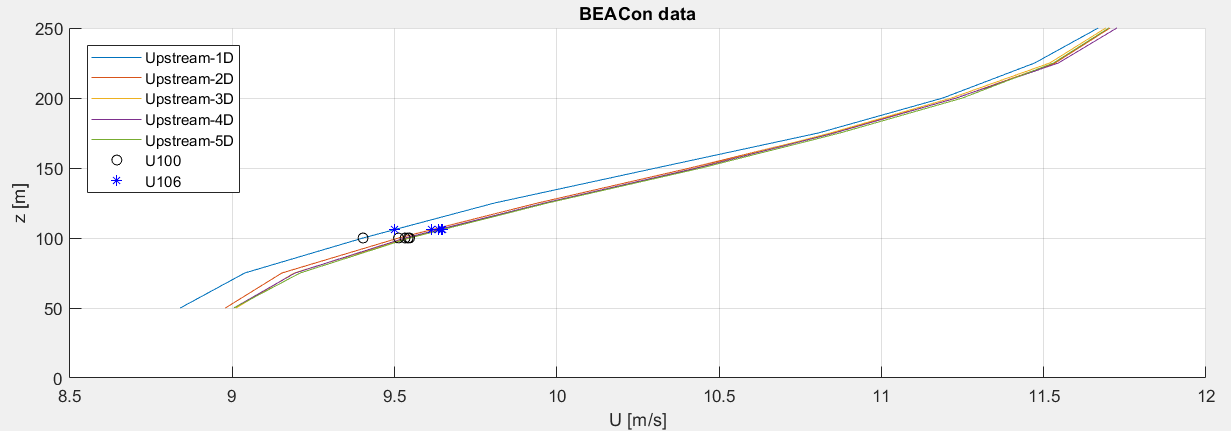 BEACon data
250
200
150
100
50
0
z [m]
Upstream-1D
Upstream-2D
Upstream-3D
Upstream-4D
Upstream-5D
U100
U106
8.5 9 9.5 10 10.5 11 11.5 12
U [m/s]